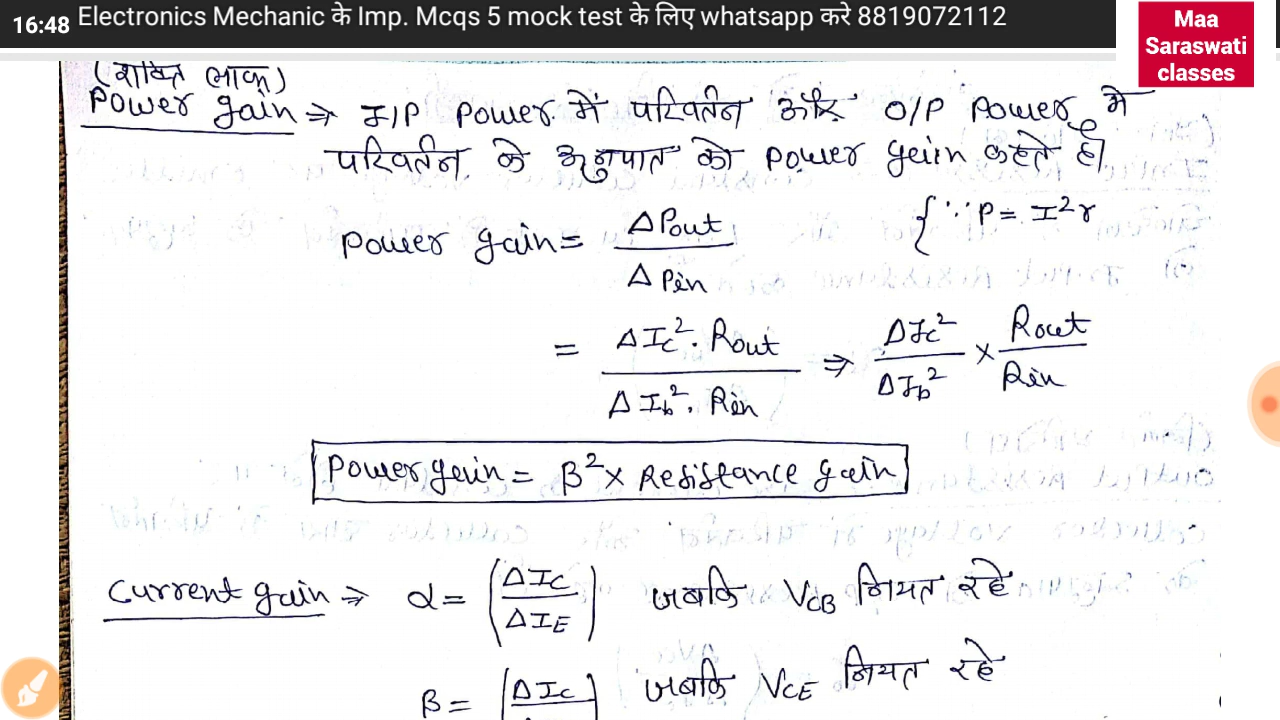 16:48 Electronics Mechanic के Imp. Mcqs 5 mock test के लिए whatsapp करे 8819072112
Maa
Saraswati
classes
(शक्ति लाभ)
Power gain ⇒ I/P Power में परिवर्तन और O/P Power में
परिवर्तन के अनुपात को power gain कहते है।
{ ∵ P = I²r
power gain = ΔPout / ΔPin
= ΔIc². Rout / ΔIb². Rin ⇒ ΔIc² / ΔIb² × Rout / Rin
Power gain = β² × Resistance gain
Current gain ⇒ α = (ΔIC / ΔIE) जबकि VCB नियत रहे
β = (ΔIC जबकि VCE नियत रहे